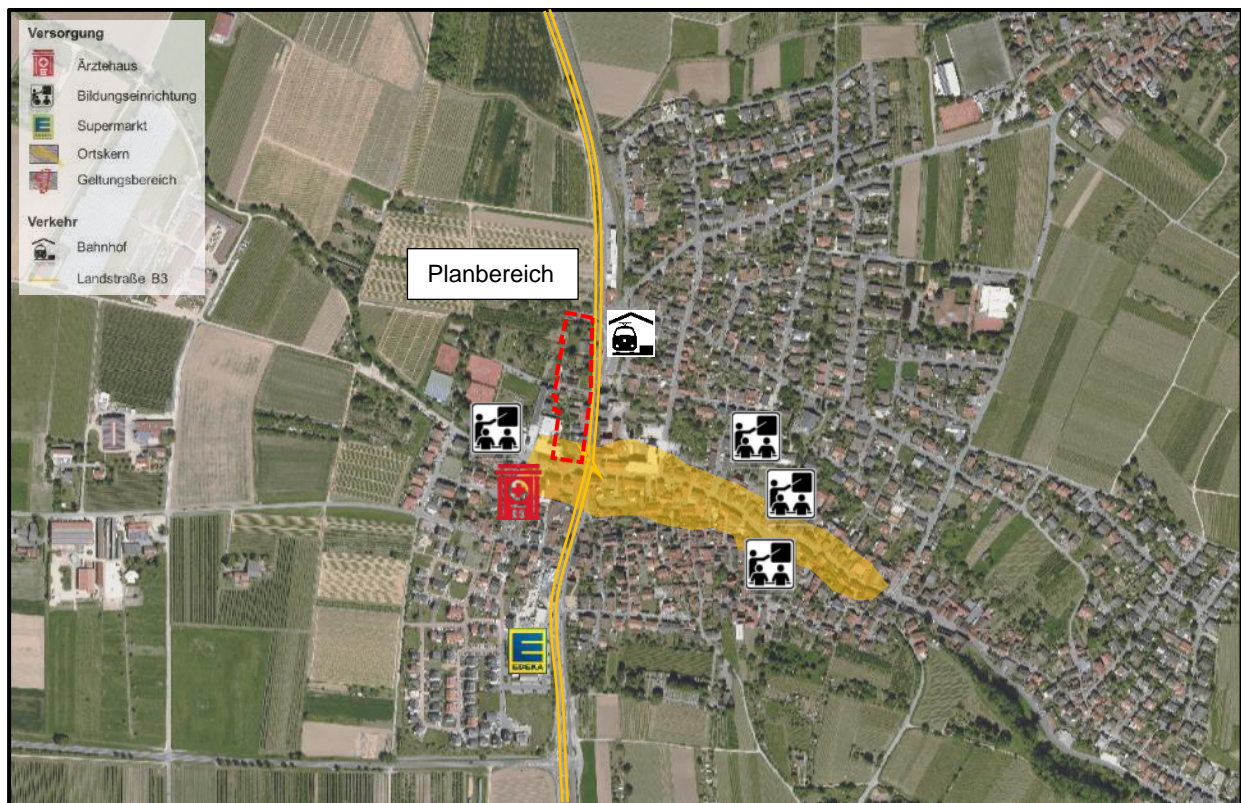 Versorgung
Ärztehaus
Bildungseinrichtung
Supermarkt
Ortskern
Geltungsbereich
Verkehr
Bahnhof
Landstraße B3
Planbereich
EDEKA